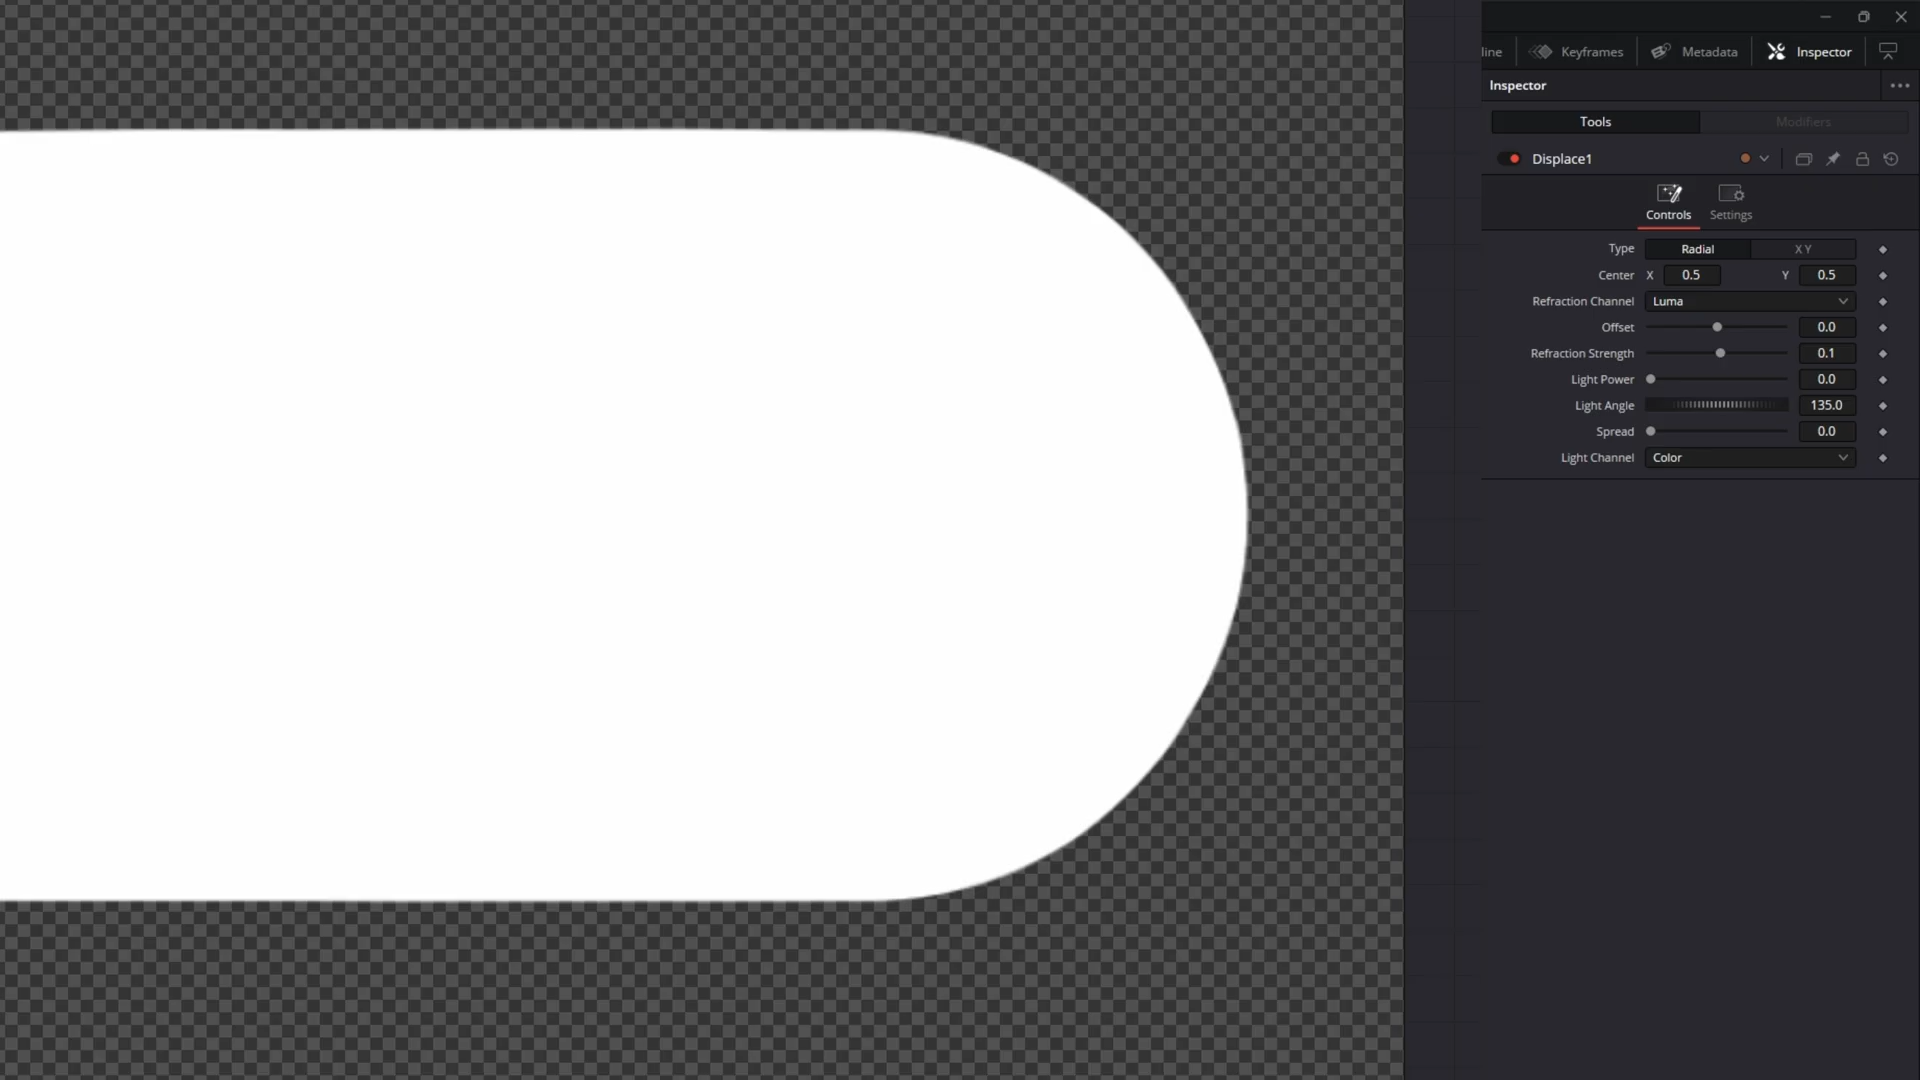 line Keyframes Metadata Inspector
Inspector
Tools Modifiers
Displace1
Controls Settings
Type Radial X Y
Center X 0.5 Y 0.5
Refraction Channel Luma
Offset 0.0
Refraction Strength 0.1
Light Power 0.0
Light Angle 135.0
Spread 0.0
Light Channel Color